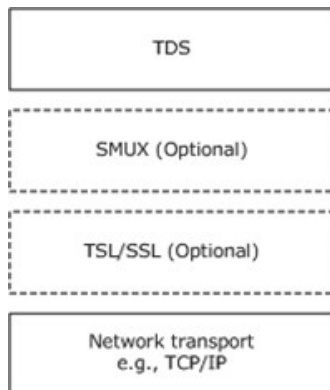 TDS
SMUX (Optional)
TSL/SSL (Optional)
Network transport
e.g., TCP/IP